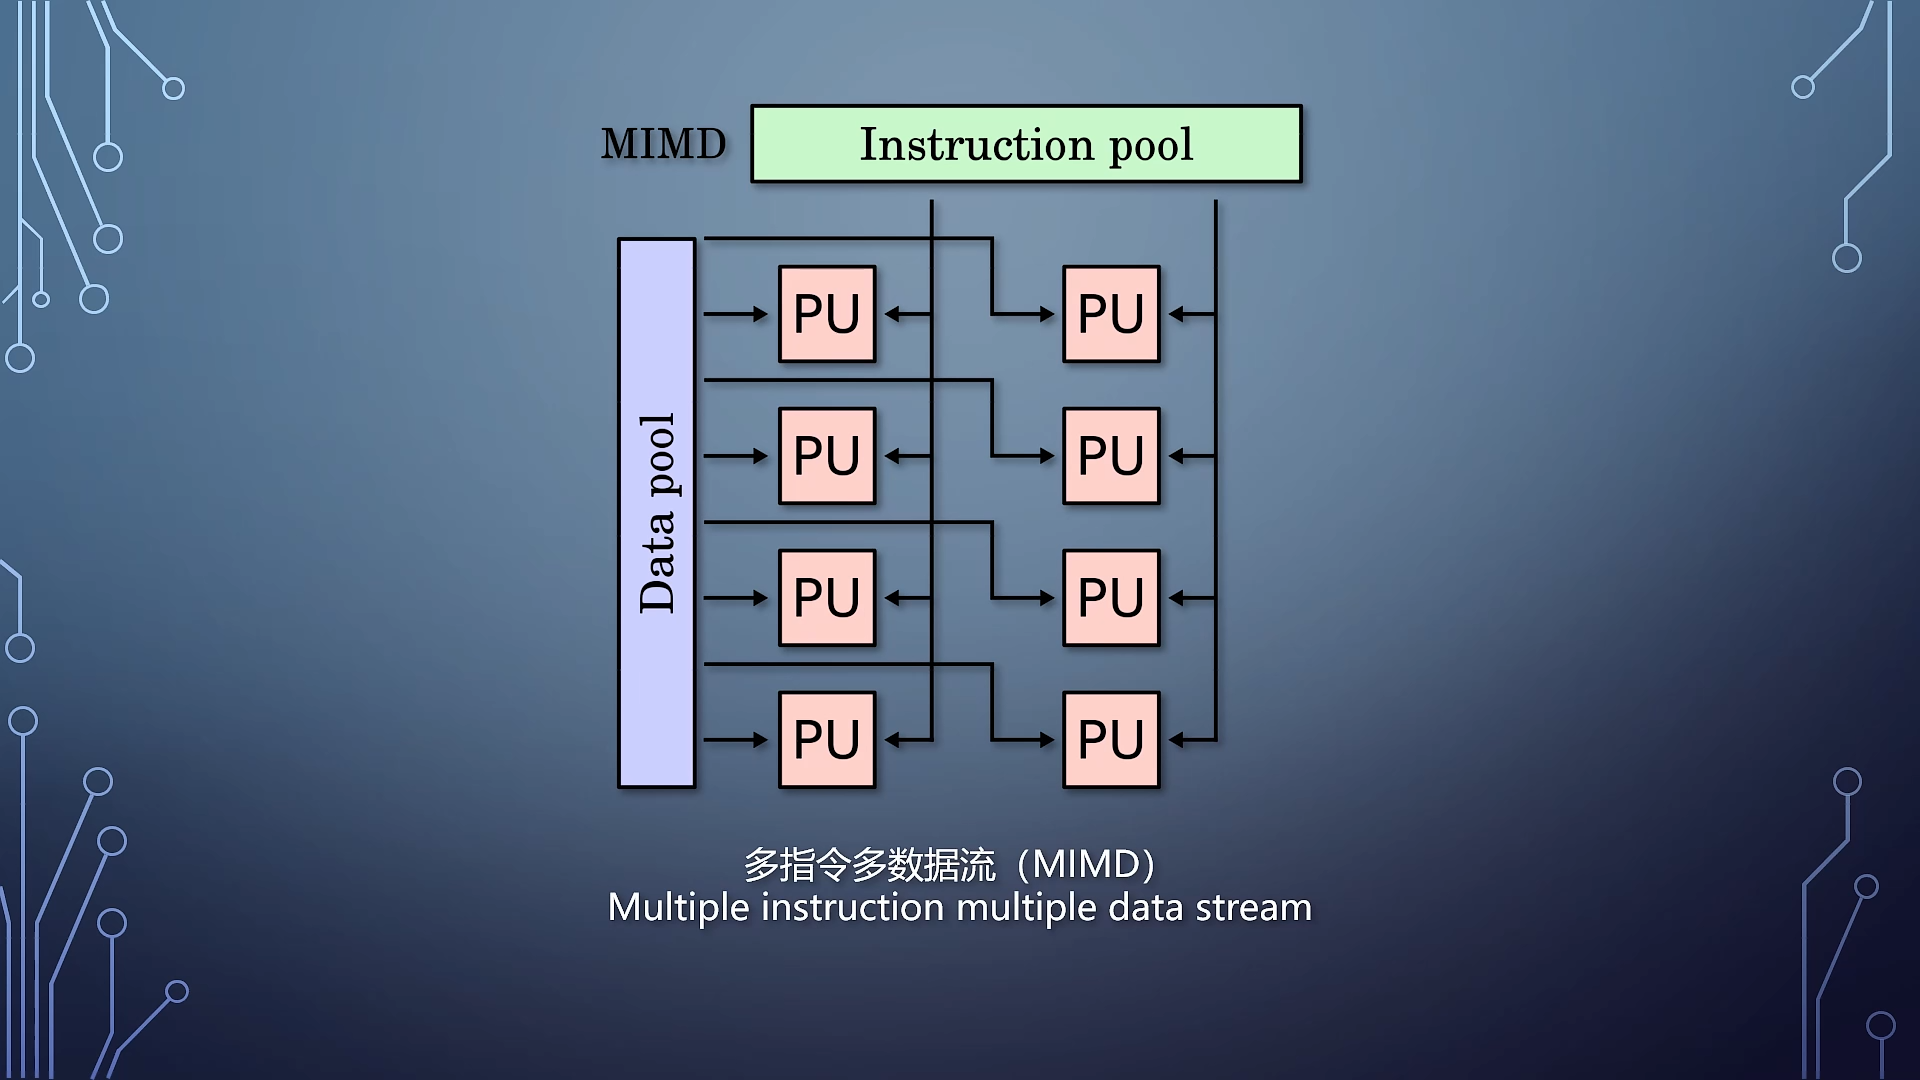 MIMD
Instruction pool
Data pool
PU
PU
PU
PU
PU
PU
PU
PU
多指令多数据流（MIMD）
Multiple instruction multiple data stream